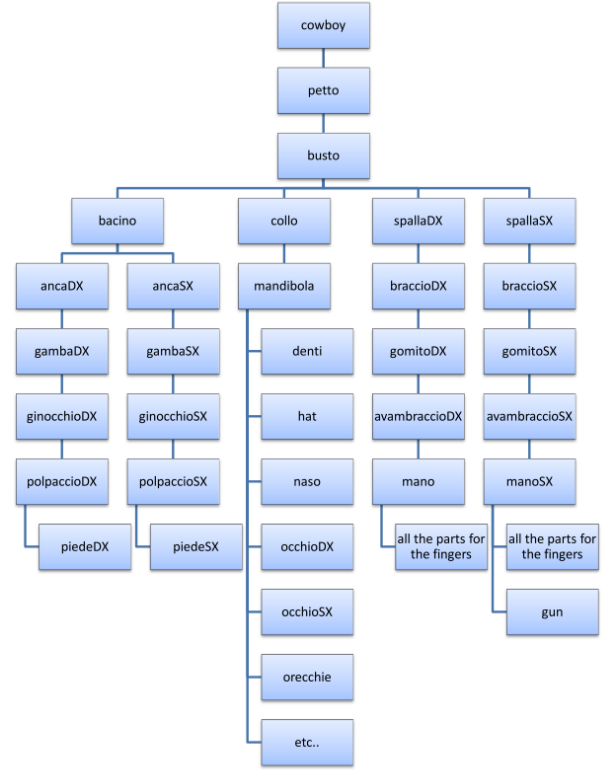 cowboy
petto
busto
bacino
collo
spallaDX
spallaSX
ancaDX
ancaSX
mandibola
braccioDX
braccioSX
gambaDX
gambaSX
denti
gomitoDX
gomitoSX
ginocchioDX
ginocchioSX
hat
avambraccioDX
avambraccioSX
polpaccioDX
polpaccioSX
naso
mano
manoSX
piedeDX
piedeSX
occhioDX
all the parts for
the fingers
all the parts for
the fingers
occhioSX
gun
orecchie
etc..